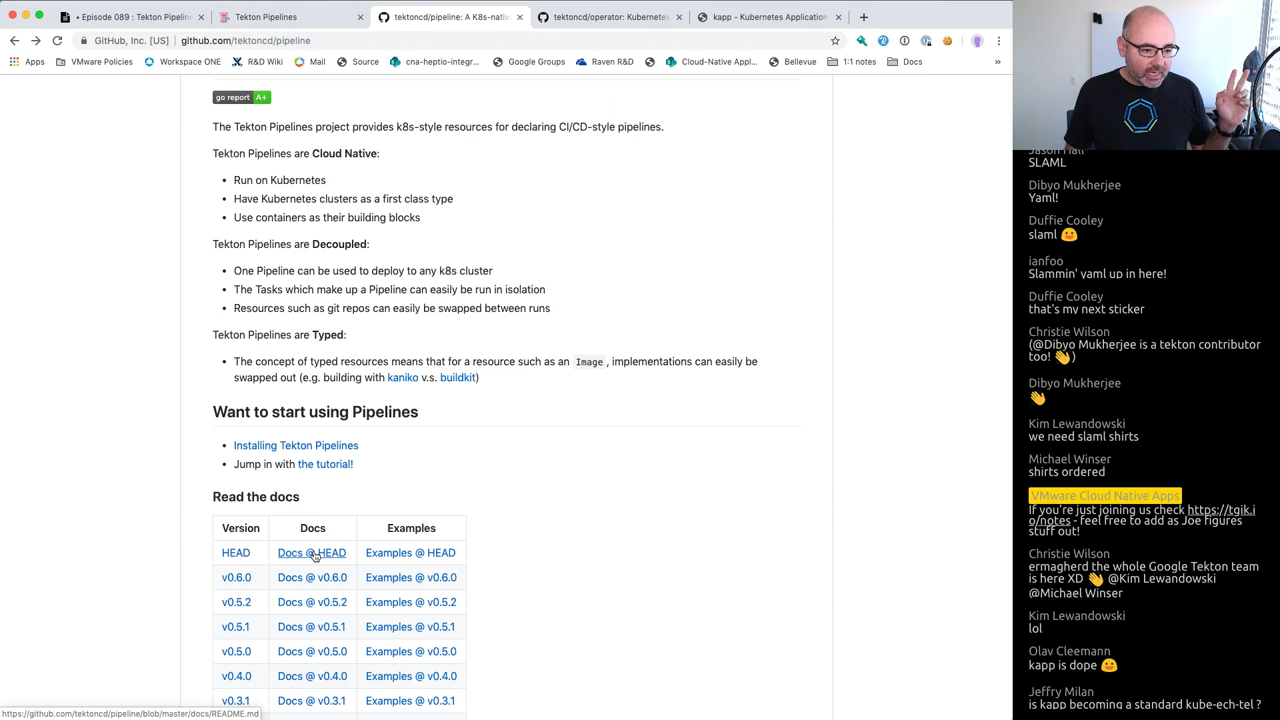 • Episode 089 : Tekton Pipelin
Tekton Pipelines
tektoncd/pipeline: A K8s-nativ
tektoncd/operator: Kubernetes
kapp - Kubernetes Application
GitHub, Inc. [US]
github.com/tektoncd/pipeline
Apps
VMware Policies
Workspace ONE
R&D Wiki
Mail
Source
cna-heptio-integr...
Google Groups
Raven R&D
Cloud-Native Appl...
Bellevue
1:1 notes
Docs
»
go report A+
The Tekton Pipelines project provides k8s-style resources for declaring CI/CD-style pipelines.
Tekton Pipelines are Cloud Native:
• Run on Kubernetes
• Have Kubernetes clusters as a first class type
• Use containers as their building blocks
Tekton Pipelines are Decoupled:
• One Pipeline can be used to deploy to any k8s cluster
• The Tasks which make up a Pipeline can easily be run in isolation
• Resources such as git repos can easily be swapped between runs
Tekton Pipelines are Typed:
• The concept of typed resources means that for a resource such as an Image, implementations can easily be
swapped out (e.g. building with kaniko v.s. buildkit)
Want to start using Pipelines
• Installing Tekton Pipelines
• Jump in with the tutorial!
Read the docs
Version Docs Examples
HEAD Docs @ HEAD Examples @ HEAD
v0.6.0 Docs @ v0.6.0 Examples @ v0.6.0
v0.5.2 Docs @ v0.5.2 Examples @ v0.5.2
v0.5.1 Docs @ v0.5.1 Examples @ v0.5.1
v0.5.0 Docs @ v0.5.0 Examples @ v0.5.0
v0.4.0 Docs @ v0.4.0 Examples @ v0.4.0
v0.3.1 Docs @ v0.3.1 Examples @ v0.3.1
https://github.com/tektoncd/pipeline/blob/master/docs/README.md
Jason Hall
SLAML
Dibyo Mukherjee
Yaml!
Duffie Cooley
slaml 😛
ianfoo
Slammin' yaml up in here!
Duffie Cooley
that's my next sticker
Christie Wilson
(@Dibyo Mukherjee is a tekton contributor
too! 👋)
Dibyo Mukherjee
👋
Kim Lewandowski
we need slaml shirts
Michael Winser
shirts ordered
VMware Cloud Native Apps
If you're just joining us check https://tgik.i
o/notes - feel free to add as Joe figures
stuff out!
Christie Wilson
ermagherd the whole Google Tekton team
is here XD 👋 @Kim Lewandowski
@Michael Winser
Kim Lewandowski
lol
Olav Cleemann
kapp is dope 😛
Jeffry Milan
is kapp becoming a standard kube-ech-tel ?